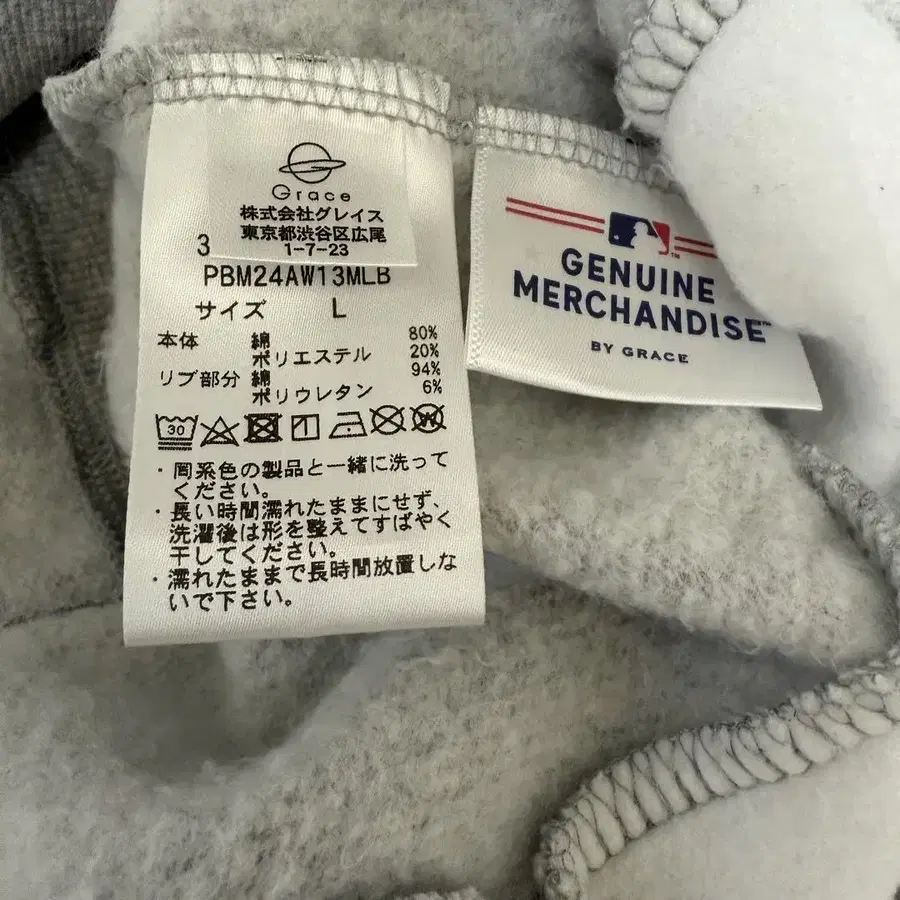 Grace
株式会社グレイス
東京都渋谷区広尾
1-7-23
3
PBM24AW13MLB
サイズ L
本体 綿 80%
ポリエステル 20%
リブ部分 綿 94%
ポリウレタン 6%
30
W
・同系色の製品と一緒に洗って
ください。
・長い時間濡れたままにせず、
洗濯後は形を整えてすばやく
干してください。
・濡れたままで長時間放置しな
いで下さい。
GENUINE
MERCHANDISE™
BY GRACE